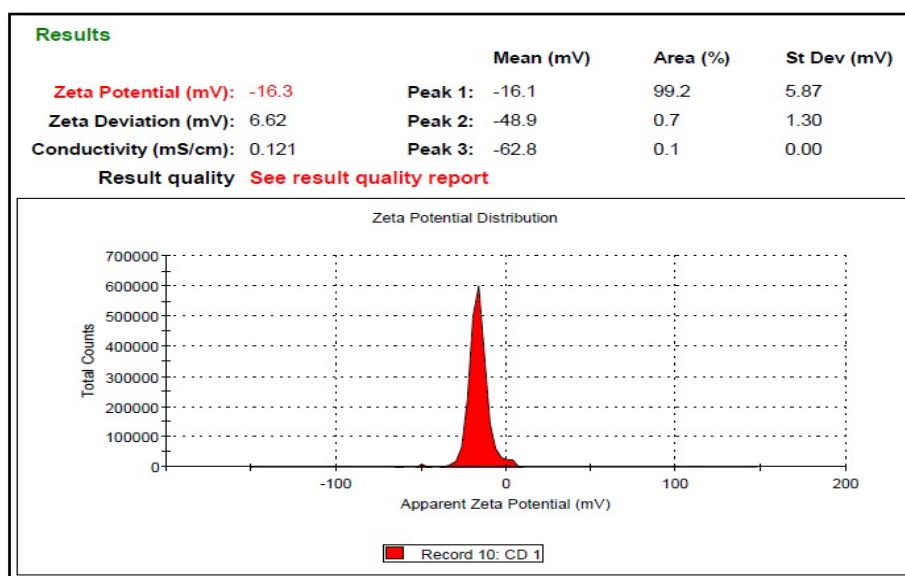 Results
Mean (mV) Area (%) St Dev (mV)
Zeta Potential (mV): -16.3 Peak 1: -16.1 99.2 5.87
Zeta Deviation (mV): 6.62 Peak 2: -48.9 0.7 1.30
Conductivity (mS/cm): 0.121 Peak 3: -62.8 0.1 0.00
Result quality See result quality report
Zeta Potential Distribution
Total Counts
700000
600000
500000
400000
300000
200000
100000
0
-100 0 100 200
Apparent Zeta Potential (mV)
Record 10: CD 1